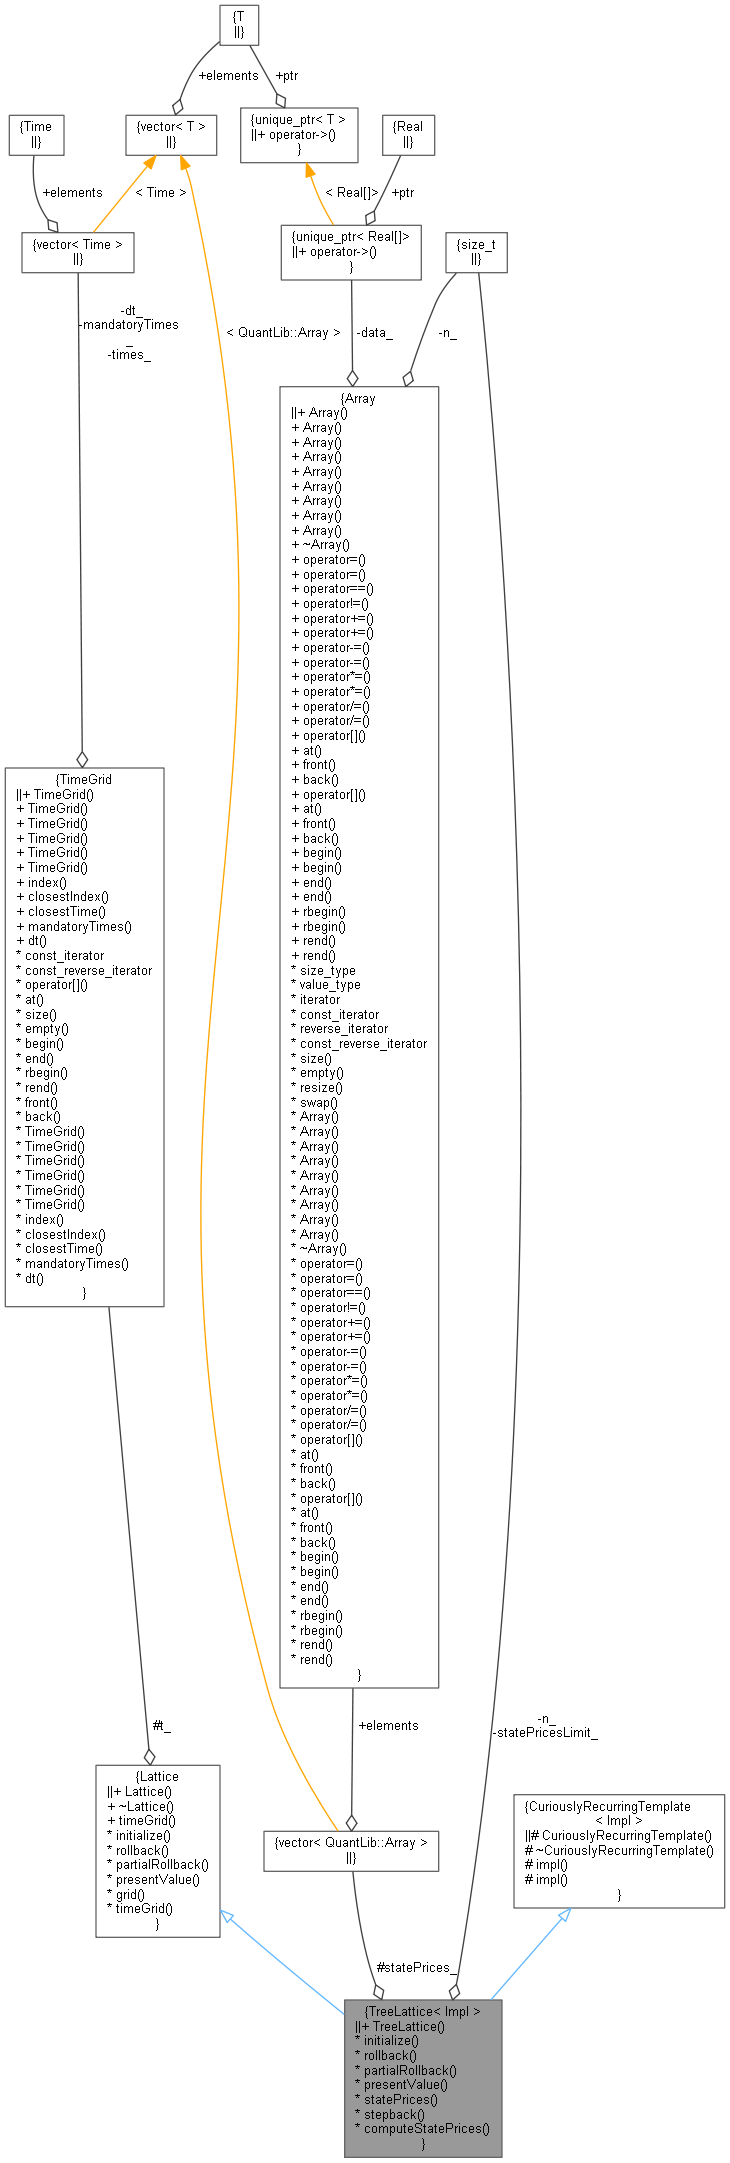 {T
||}
+elements
+ptr
{Time
||}
{vector< T >
||}
{unique_ptr< T >
||+ operator->()
}
{Real
||}
+elements
< Time >
< Real[]>
+ptr
{vector< Time >
||}
{unique_ptr< Real[]>
||+ operator->()
}
{size_t
||}
-dt_
-mandatoryTimes
_
-times_
< QuantLib::Array >
-data_
-n_
{Array
||+ Array()
+ Array()
+ Array()
+ Array()
+ Array()
+ Array()
+ Array()
+ Array()
+ Array()
+ ~Array()
+ operator=()
+ operator=()
+ operator==()
+ operator!=()
+ operator+=()
+ operator+=()
+ operator-=()
+ operator-=()
+ operator*=()
+ operator*=()
+ operator/=()
+ operator/=()
+ operator[]()
+ at()
+ front()
+ back()
+ operator[]()
+ at()
+ front()
+ back()
+ begin()
+ begin()
+ end()
+ end()
+ rbegin()
+ rbegin()
+ rend()
+ rend()
* size_type
* value_type
* iterator
* const_iterator
* reverse_iterator
* const_reverse_iterator
* size()
* empty()
* resize()
* swap()
* Array()
* Array()
* Array()
* Array()
* Array()
* Array()
* Array()
* Array()
* Array()
* ~Array()
* operator=()
* operator=()
* operator==()
* operator!=()
* operator+=()
* operator+=()
* operator-=()
* operator-=()
* operator*=()
* operator*=()
* operator/=()
* operator/=()
* operator[]()
* at()
* front()
* back()
* operator[]()
* at()
* front()
* back()
* begin()
* begin()
* end()
* end()
* rbegin()
* rbegin()
* rend()
* rend()
}
{TimeGrid
||+ TimeGrid()
+ TimeGrid()
+ TimeGrid()
+ TimeGrid()
+ TimeGrid()
+ TimeGrid()
+ index()
+ closestIndex()
+ closestTime()
+ mandatoryTimes()
+ dt()
* const_iterator
* const_reverse_iterator
* operator[]()
* at()
* size()
* empty()
* begin()
* end()
* rbegin()
* rend()
* front()
* back()
* TimeGrid()
* TimeGrid()
* TimeGrid()
* TimeGrid()
* TimeGrid()
* TimeGrid()
* index()
* closestIndex()
* closestTime()
* mandatoryTimes()
* dt()
}
#t_
+elements
-n_
-statePricesLimit_
{Lattice
||+ Lattice()
+ ~Lattice()
+ timeGrid()
* initialize()
* rollback()
* partialRollback()
* presentValue()
* grid()
* timeGrid()
}
{vector< QuantLib::Array >
||}
{CuriouslyRecurringTemplate
< Impl >
||# CuriouslyRecurringTemplate()
# ~CuriouslyRecurringTemplate()
# impl()
# impl()
}
#statePrices_
{TreeLattice< Impl >
||+ TreeLattice()
* initialize()
* rollback()
* partialRollback()
* presentValue()
* statePrices()
* stepback()
* computeStatePrices()
}